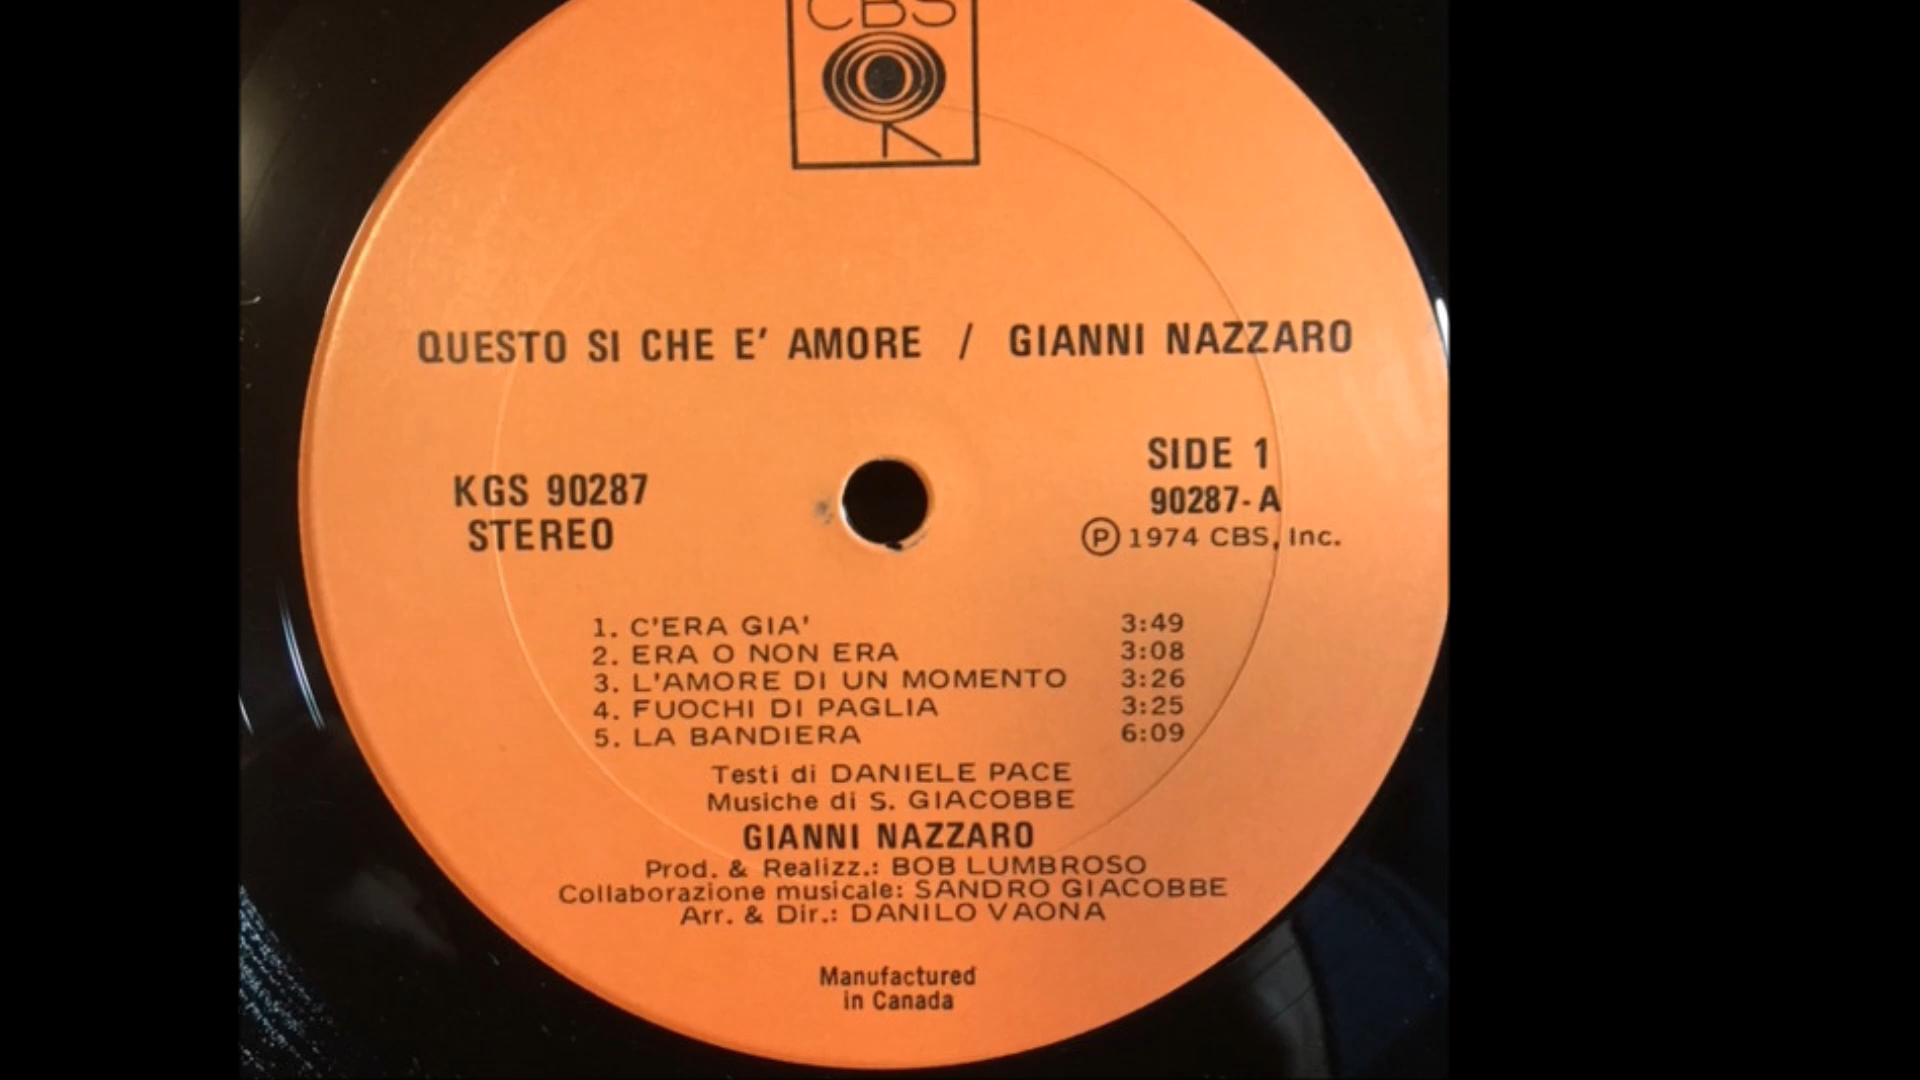 CBS
QUESTO SI CHE E' AMORE / GIANNI NAZZARO
KGS 90287
STEREO
SIDE 1
90287-A
Ⓟ 1974 CBS, Inc.
1. C'ERA GIA' 3:49
2. ERA O NON ERA 3:08
3. L'AMORE DI UN MOMENTO 3:26
4. FUOCHI DI PAGLIA 3:25
5. LA BANDIERA 6:09
Testi di DANIELE PACE
Musiche di S. GIACOBBE
GIANNI NAZZARO
Prod. & Realizz.: BOB LUMBROSO
Collaborazione musicale: SANDRO GIACOBBE
Arr. & Dir.: DANILO VAONA
Manufactured
in Canada